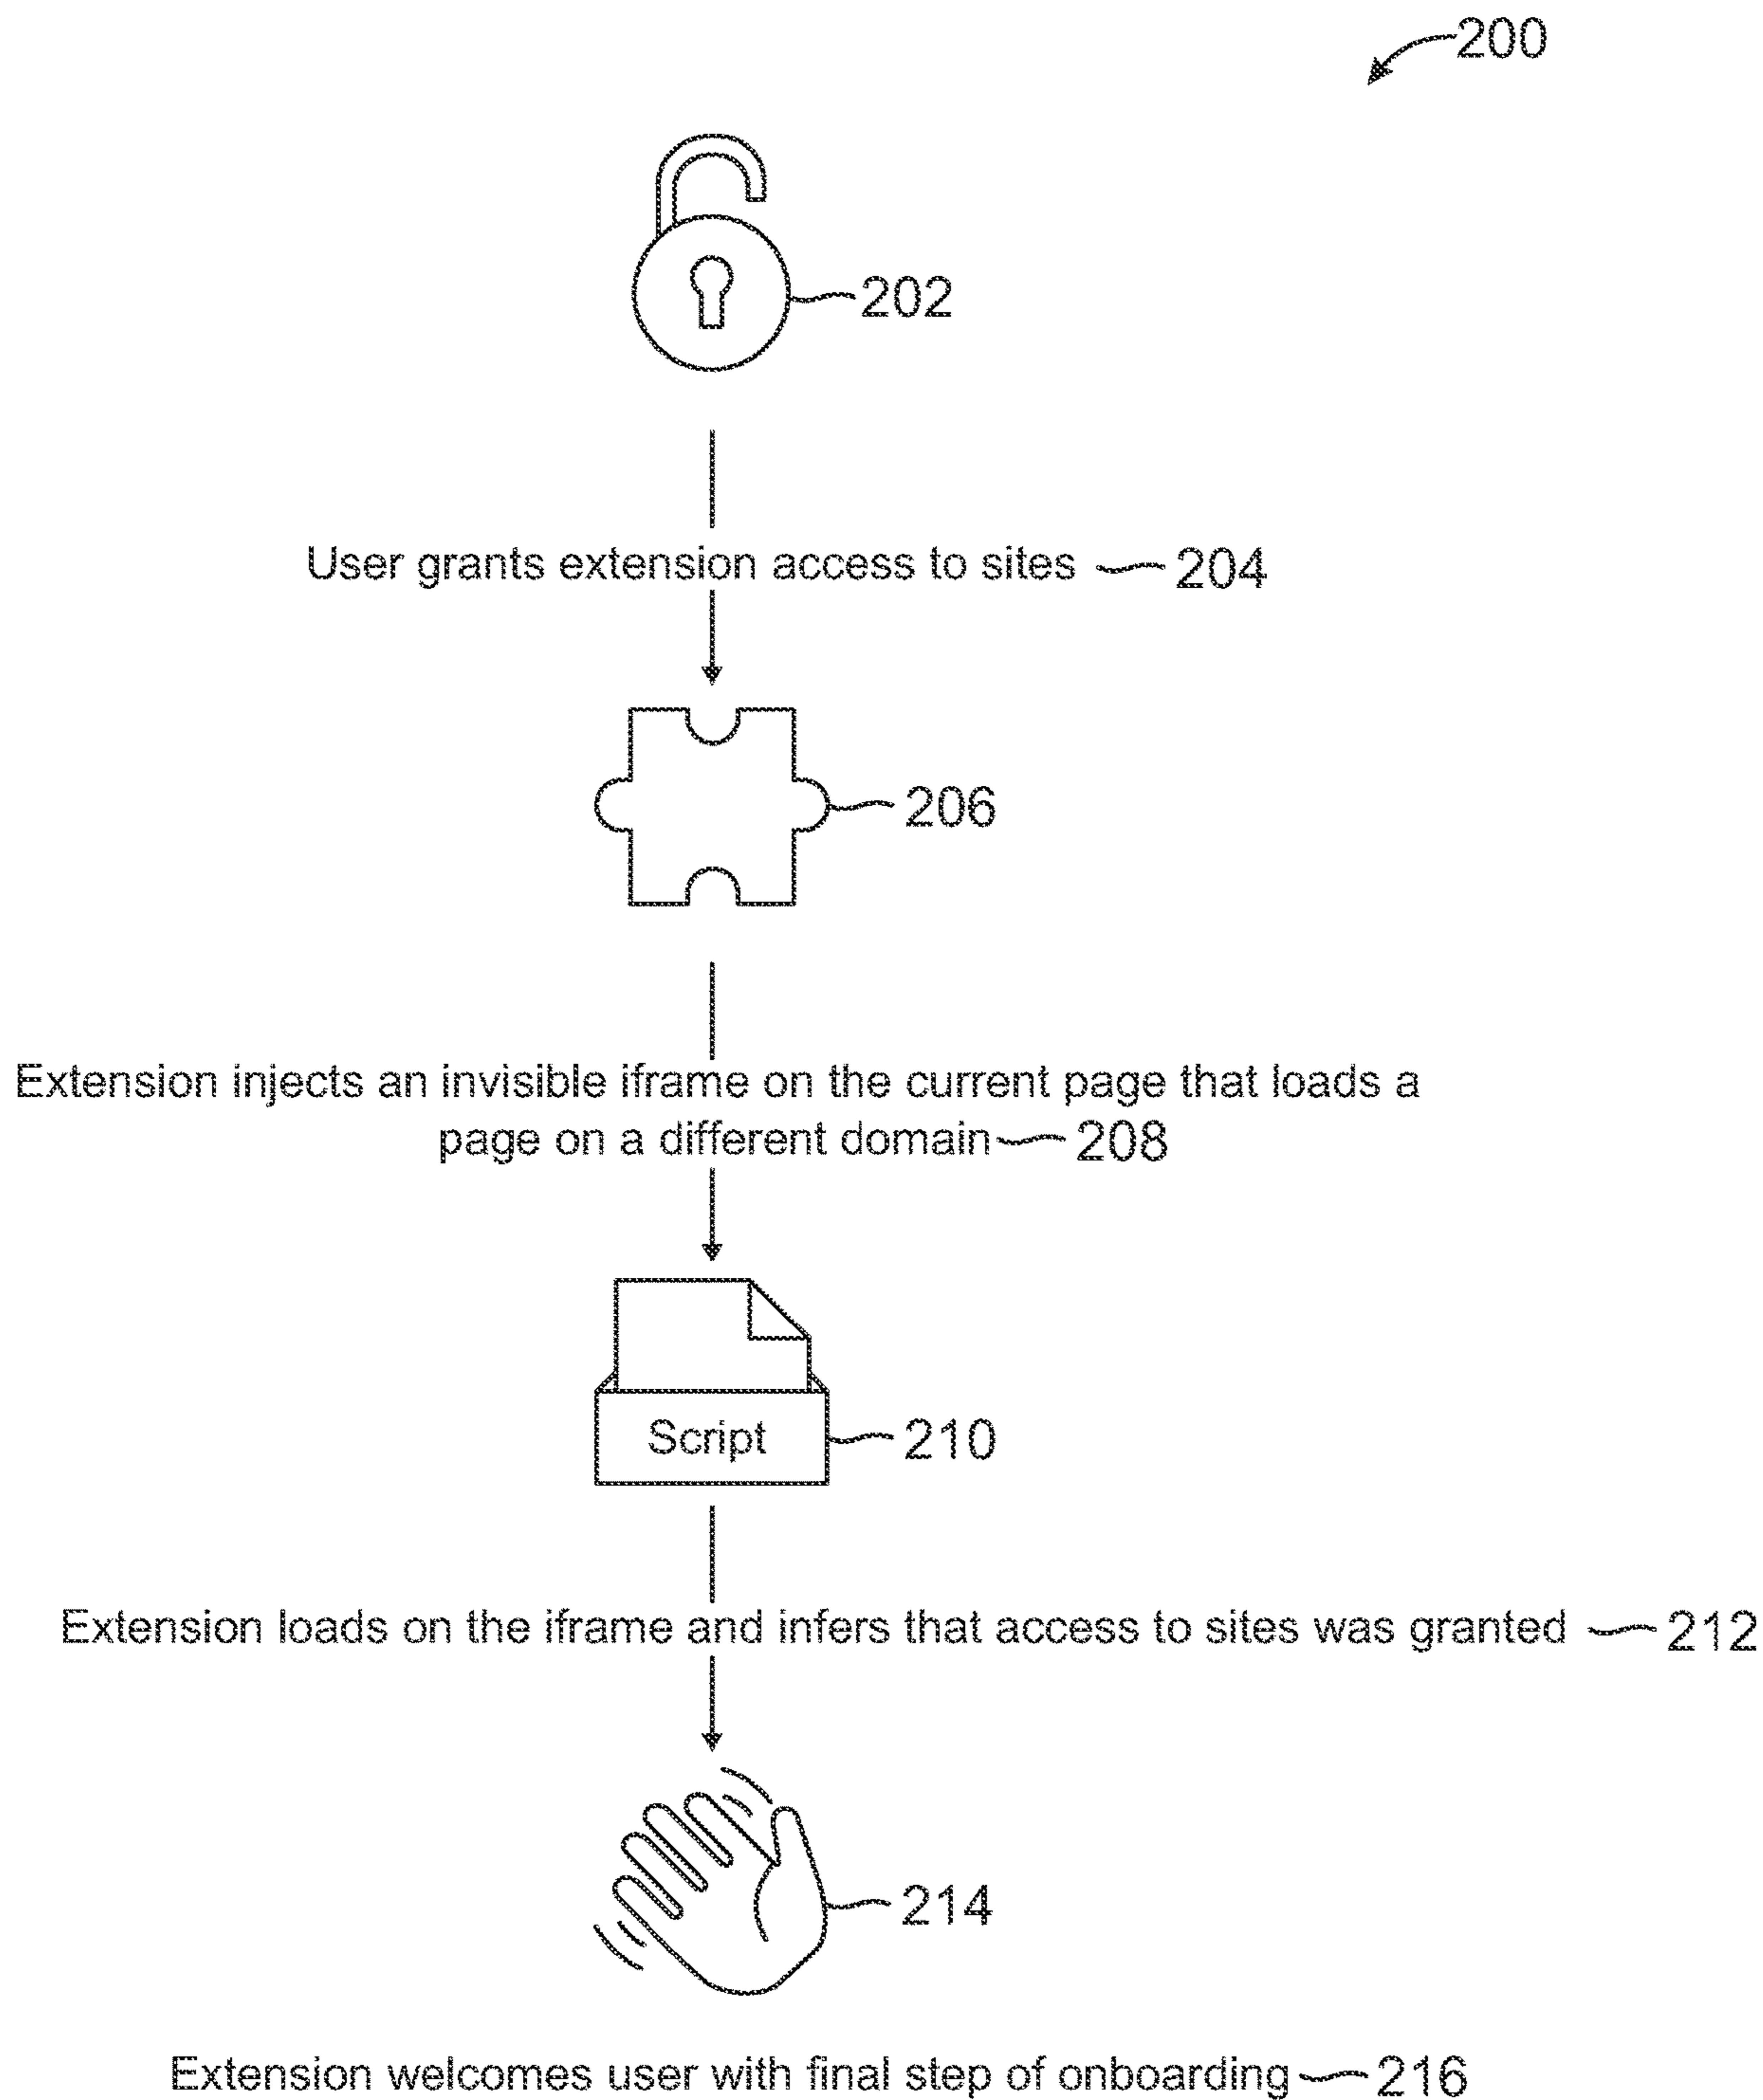 200
202
User grants extension access to sites 204
206
Extension injects an invisible iframe on the current page that loads a
page on a different domain 208
Script 210
Extension loads on the iframe and infers that access to sites was granted 212
214
Extension welcomes user with final step of onboarding 216